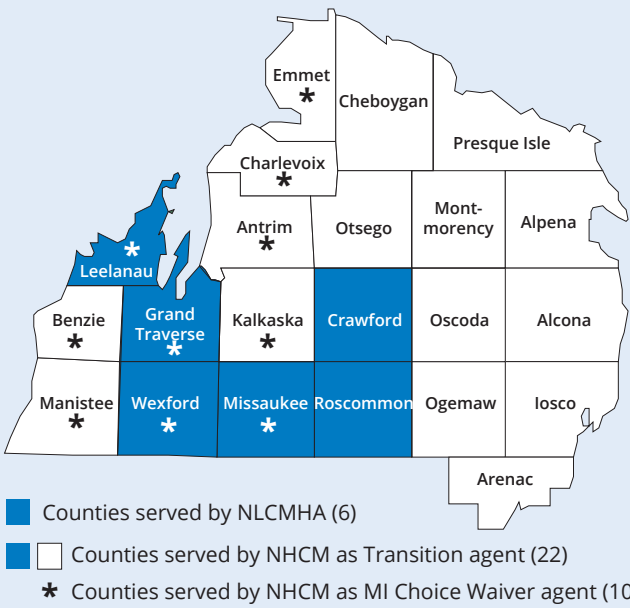 Emmet
*
Cheboygan
Presque Isle
Charlevoix
*
Antrim
*
Otsego
Mont-
morency
Alpena
*
Leelanau
Benzie
*
Grand
Traverse
*
Kalkaska
*
Crawford
Oscoda
Alcona
Manistee
*
Wexford
*
Missaukee
*
Roscommon
Ogemaw
Iosco
Arenac
Counties served by NLCMHA (6)
Counties served by NHCM as Transition agent (22)
* Counties served by NHCM as MI Choice Waiver agent (10